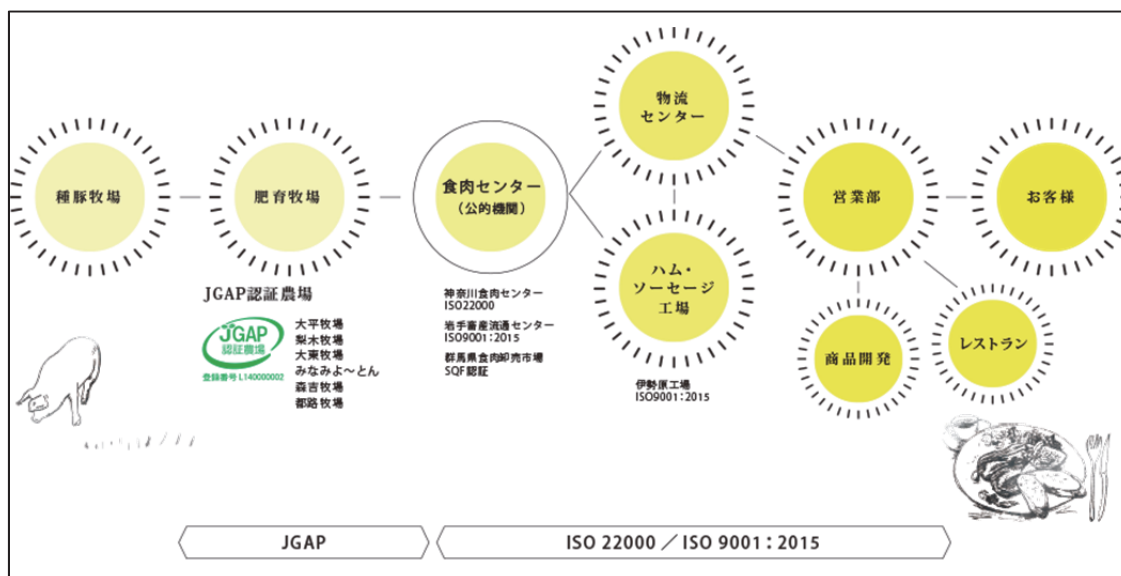 種豚牧場
肥育牧場
食肉センター
（公的機関）
物流
センター
ハム・
ソーセージ
工場
営業部
お客様
商品開発
レストラン
JGAP認証農場
JGAP
認証農場
登録番号 L140000002
大平牧場
梨木牧場
大東牧場
みなみよ～とん
森吉牧場
都路牧場
神奈川食肉センター
ISO22000
岩手畜産流通センター
ISO9001：2015
群馬県食肉卸売市場
SQF認証
伊勢原工場
ISO9001：2015
JGAP
ISO 22000 ／ ISO 9001：2015